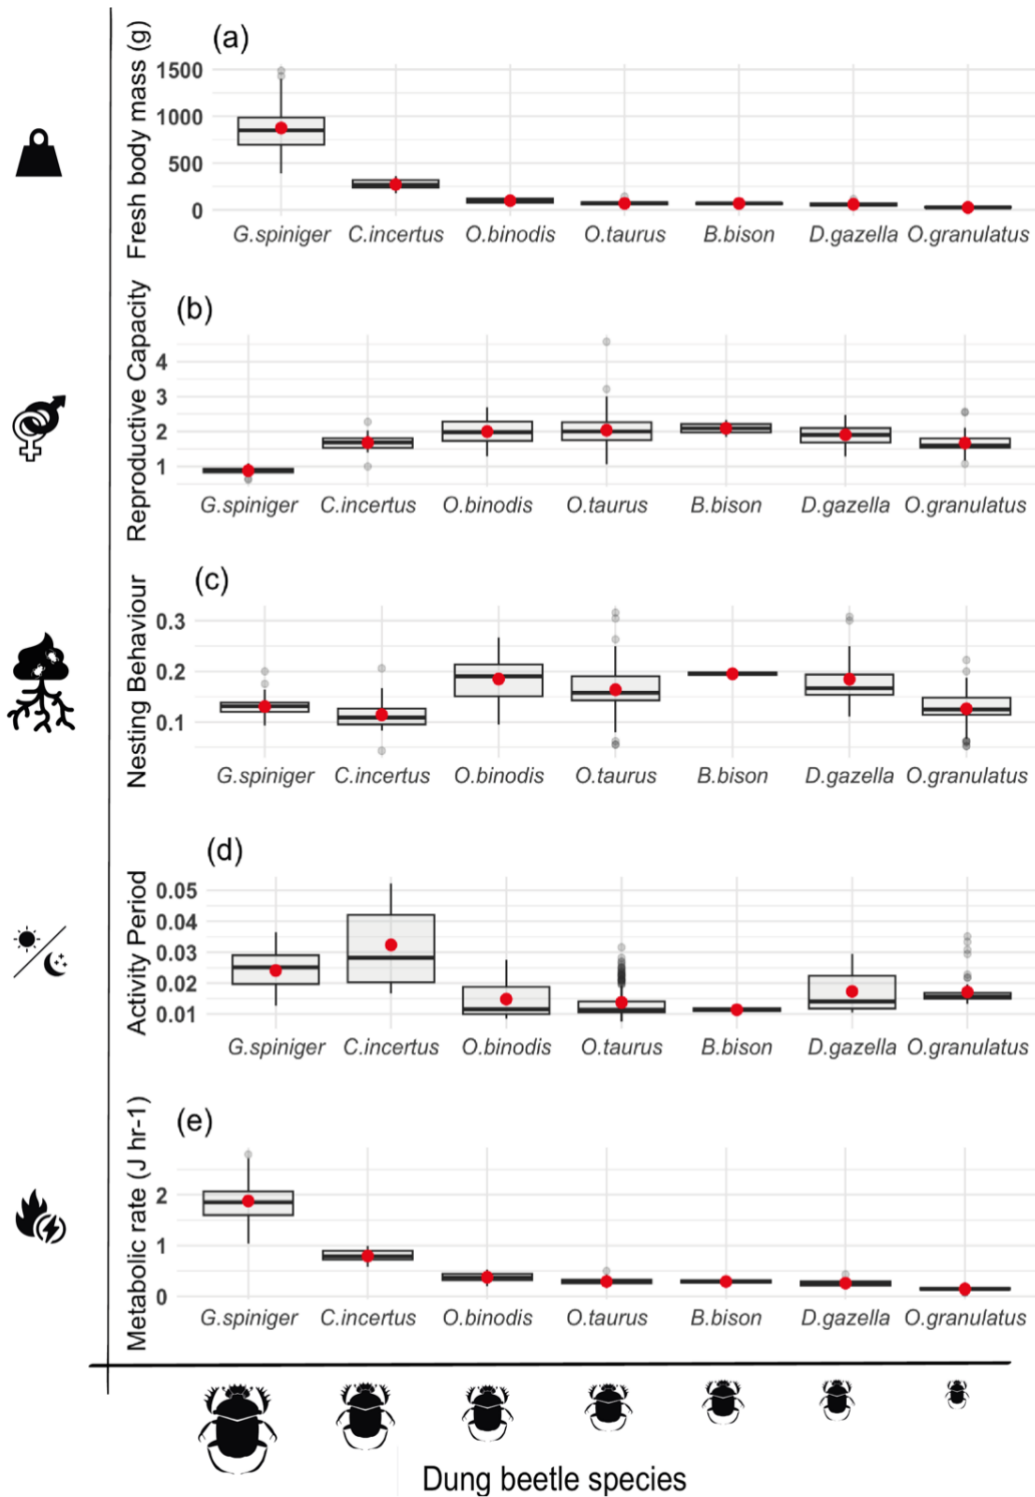 (a)
Fresh body mass (g)
1500
1000
500
0
G.spiniger C.incertus O.binodis O.taurus B.bison D.gazella O.granulatus
(b)
Reproductive Capacity
4
3
2
1
G.spiniger C.incertus O.binodis O.taurus B.bison D.gazella O.granulatus
(c)
Nesting Behaviour
0.3
0.2
0.1
G.spiniger C.incertus O.binodis O.taurus B.bison D.gazella O.granulatus
(d)
Activity Period
0.05
0.04
0.03
0.02
0.01
G.spiniger C.incertus O.binodis O.taurus B.bison D.gazella O.granulatus
(e)
Metabolic rate (J hr-1)
2
1
0
G.spiniger C.incertus O.binodis O.taurus B.bison D.gazella O.granulatus
Dung beetle species